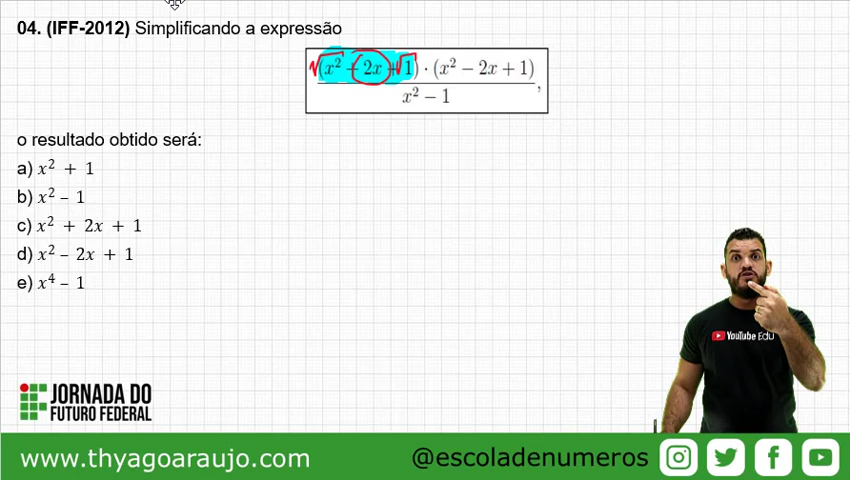 04. (IFF-2012) Simplificando a expressão
√(x² + 2x + √1) · (x² − 2x + 1)
x² − 1 ,
o resultado obtido será:
a) x² + 1
b) x² – 1
c) x² + 2x + 1
d) x² – 2x + 1
e) x⁴ – 1
YouTube Edu
JORNADA DO
FUTURO FEDERAL
www.thyagoaraujo.com @escoladenumeros